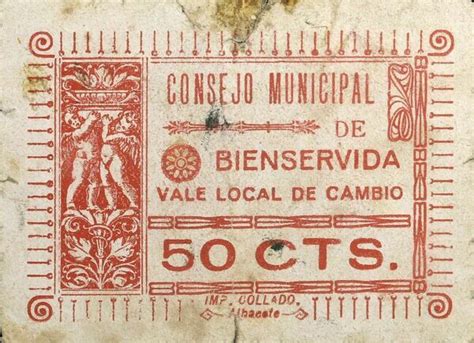 CONSEJO MUNICIPAL
DE
BIENSERVIDA
VALE LOCAL DE CAMBIO
50 CTS.
IMP. COLLADO.
Albacete